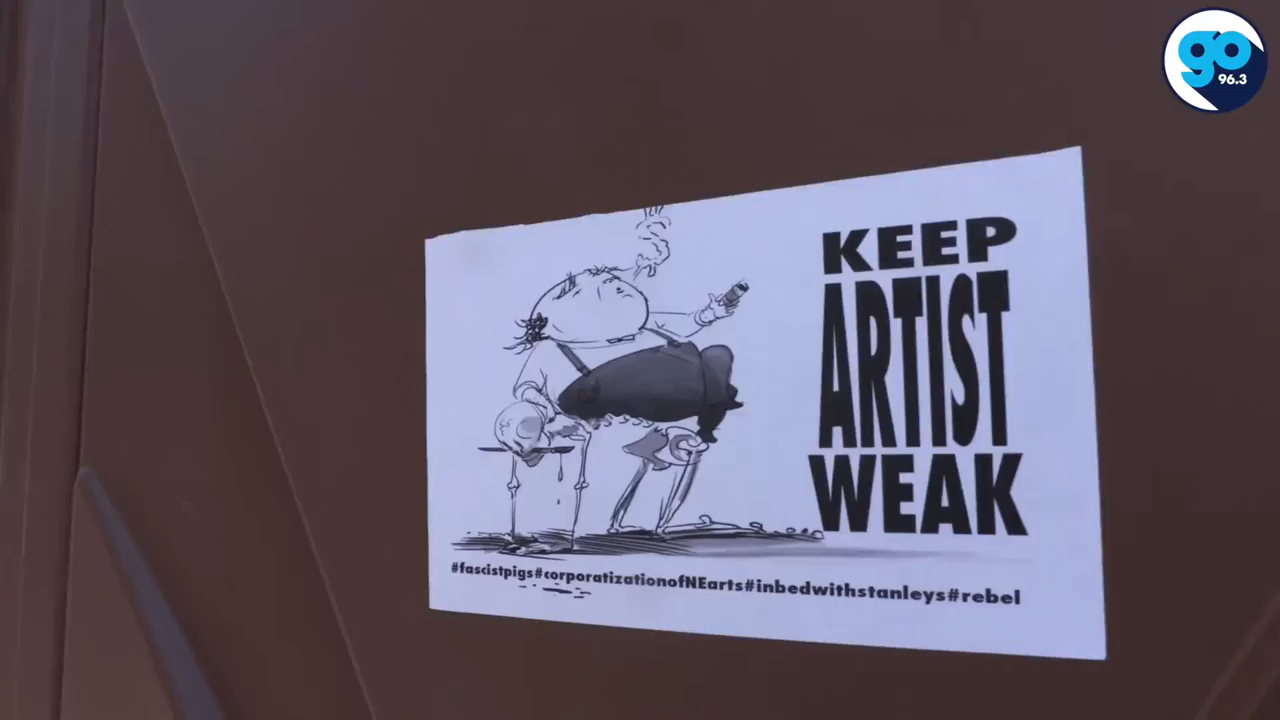 go
96.3
KEEP
ARTIST
WEAK
#fascistpigs#corporatizationofNEarts#inbedwithstanleys#rebel